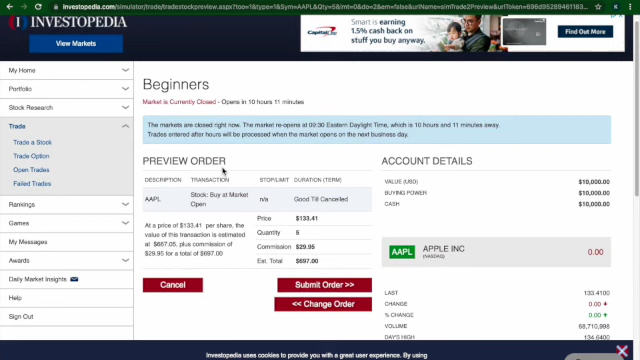 investopedia.com/simulator/trade/tradestockpreview.aspx?too=1&type=1&Sym=AAPL&Qty=5&lmt=0&do=2&em=false&urlName=simTrade2Preview&urlToken=696d95289461183...
INVESTOPEDIA
View Markets
Capital One
Smart is earning
1.5% cash back on
stuff you buy anyway.
Find Out More
My Home
Portfolio
Stock Research
Trade
Trade a Stock
Trade Option
Open Trades
Failed Trades
Rankings
Games
My Messages
Awards
Daily Market Insights
Help
Sign Out
Beginners
Market is Currently Closed - Opens in 10 hours 11 minutes
The markets are closed right now. The market re-opens at 09:30 Eastern Daylight Time, which is 10 hours and 11 minutes away.
Trades entered after hours will be processed when the market opens on the next business day.
PREVIEW ORDER
DESCRIPTION TRANSACTION STOP/LIMIT DURATION (TERM)
AAPL Stock: Buy at Market Open n/a Good Till Cancelled
At a price of $133.41 per share, the
value of this transaction is estimated
at $667.05, plus commission of
$29.95 for a total of $697.00
Price $133.41
Quantity 5
Commission $29.95
Est. Total $697.00
Cancel
Submit Order >>
<< Change Order
ACCOUNT DETAILS
VALUE (USD) $10,000.00
BUYING POWER $10,000.00
CASH $10,000.00
AAPL APPLE INC 0.00
(NASDAQ)
LAST 133.4100
CHANGE 0.00
% CHANGE 0.00
VOLUME 68,710,998
DAY'S HIGH 134.6400
Investopedia uses cookies to provide you with a great user experience. By using